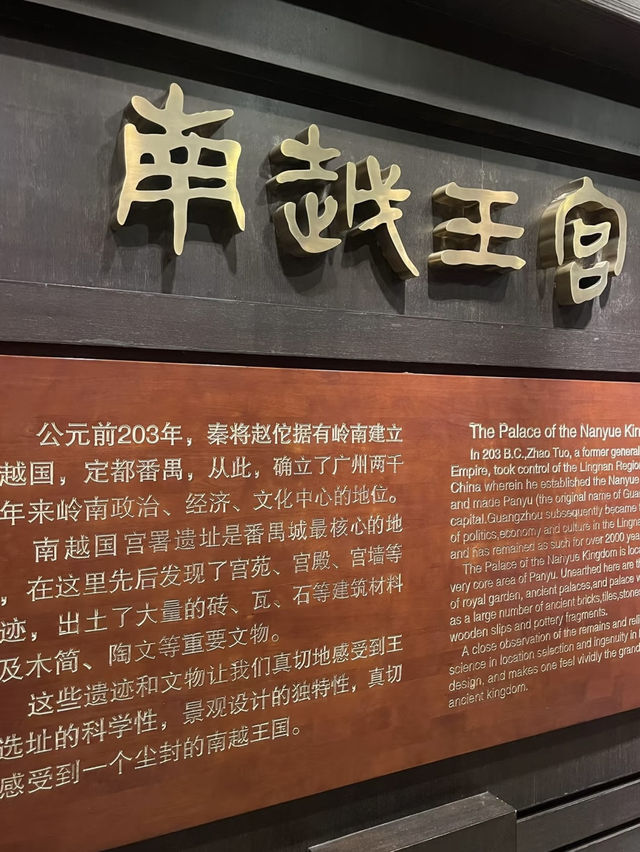 南越王宫
公元前203年，秦将赵佗据有岭南建立
越国，定都番禺，从此，确立了广州两千
年来岭南政治、经济、文化中心的地位。
南越国宫署遗址是番禺城最核心的地
，在这里先后发现了宫苑、宫殿、宫墙等
迹，出土了大量的砖、瓦、石等建筑材料
及木简、陶文等重要文物。
这些遗迹和文物让我们真切地感受到王
选址的科学性，景观设计的独特性，真切
感受到一个尘封的南越王国。
The Palace of the Nanyue Kin
In 203 B.C.,Zhao Tuo, a former general
Empire, took control of the Lingnan Region
China wherein he established the Nanyue
and made Panyu (the original name of Gua
capital.Guangzhou subsequently became t
of politics,economy and culture in the Lingn
and has remained as such for over 2000 year
The Palace of the Nanyue Kingdom is loca
very core area of Panyu. Unearthed here are th
of royal garden, ancient palaces,and palace w
as a large number of ancient bricks,tiles,stones
wooden slips and pottery fragments.
A close observation of the remains and reli
science in location selection and ingenuity in l
design, and makes one feel vividly the grand
ancient kingdom.